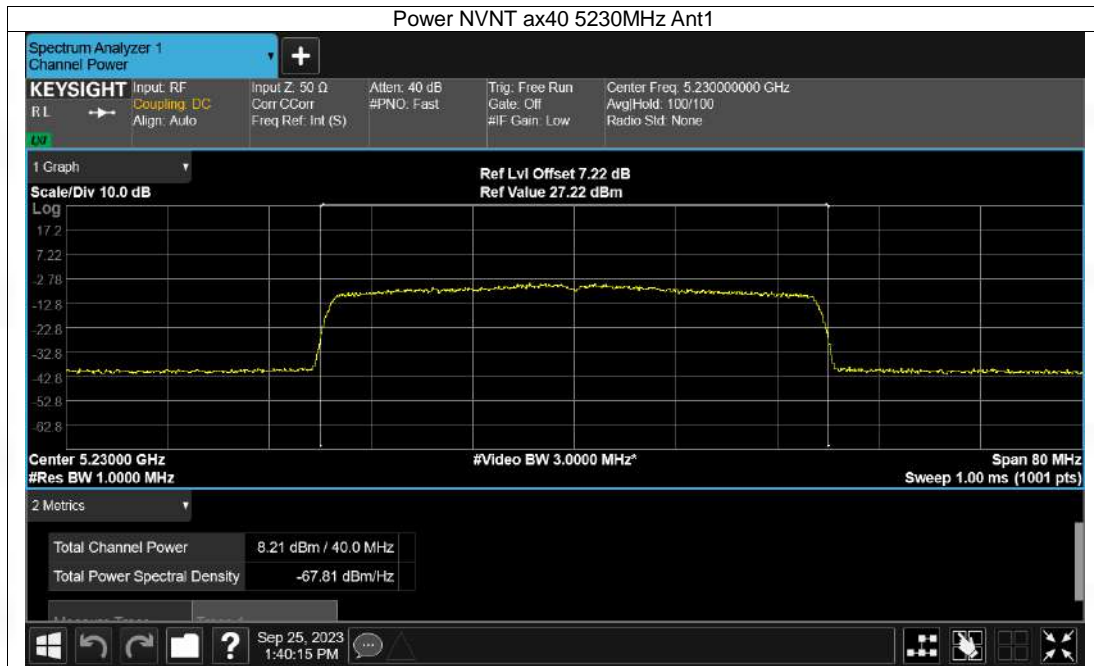 Power NVNT ax40 5230MHz Ant1
Spectrum Analyzer 1
Channel Power
KEYSIGHT Input: RF Input Z: 50 Ω Atten: 40 dB Trig: Free Run Center Freq: 5.230000000 GHz
RL Coupling: DC Corr CCorr #PNO: Fast Gate: Off Avg|Hold: 100/100
Align: Auto Freq Ref: Int (S) #IF Gain: Low Radio Std: None
LXI
1 Graph
Ref Lvl Offset 7.22 dB
Scale/Div 10.0 dB Ref Value 27.22 dBm
Log
17.2
7.22
-2.78
-12.8
-22.8
-32.8
-42.8
-52.8
-62.8
Center 5.23000 GHz #Video BW 3.0000 MHz* Span 80 MHz
#Res BW 1.0000 MHz Sweep 1.00 ms (1001 pts)
2 Metrics
Total Channel Power 8.21 dBm / 40.0 MHz
Total Power Spectral Density -67.81 dBm/Hz
?
Sep 25, 2023
1:40:15 PM